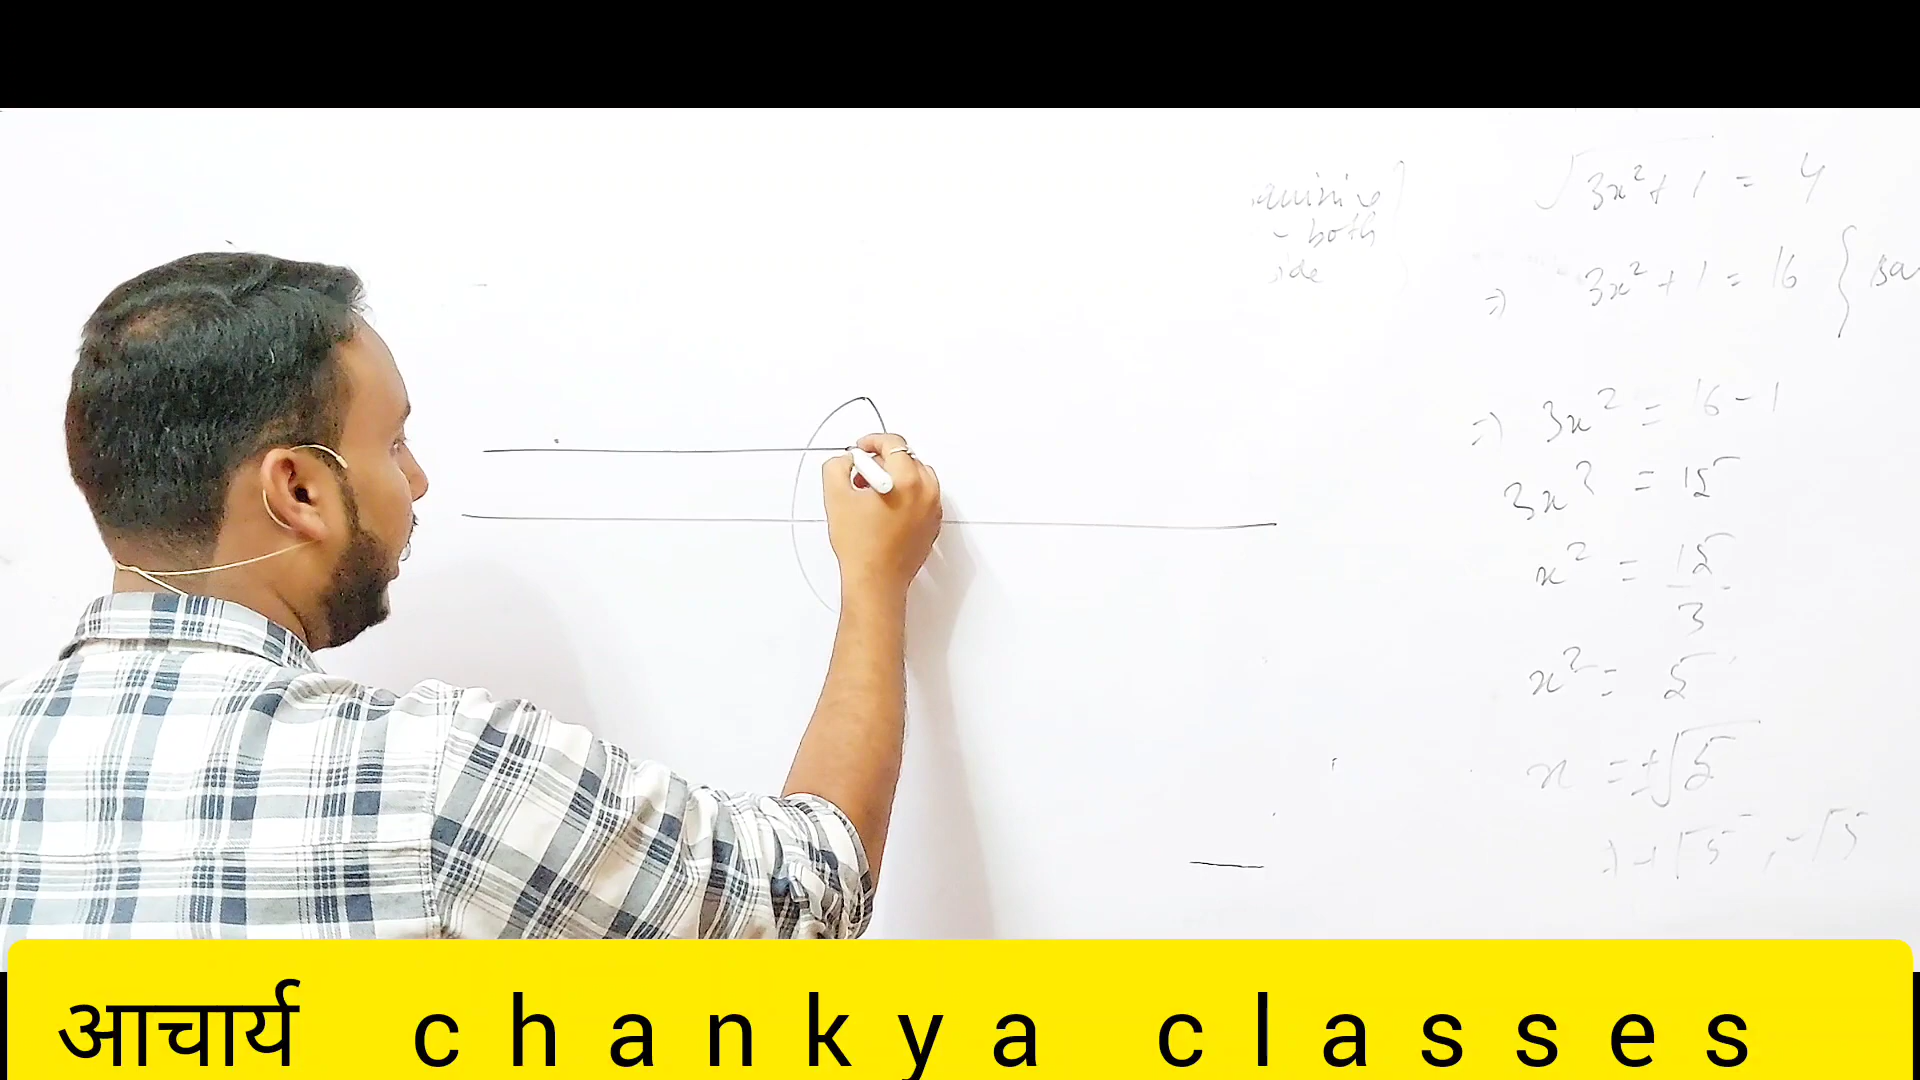 √3x²+1 = 4
both
⇒ 3x²+1 = 16 {
⇒ 3x² = 16-1
3x² = 15
x² = 15/3
x² = 5
x = ±√5
⇒ +√5, -√5
आचार्य chankya classes